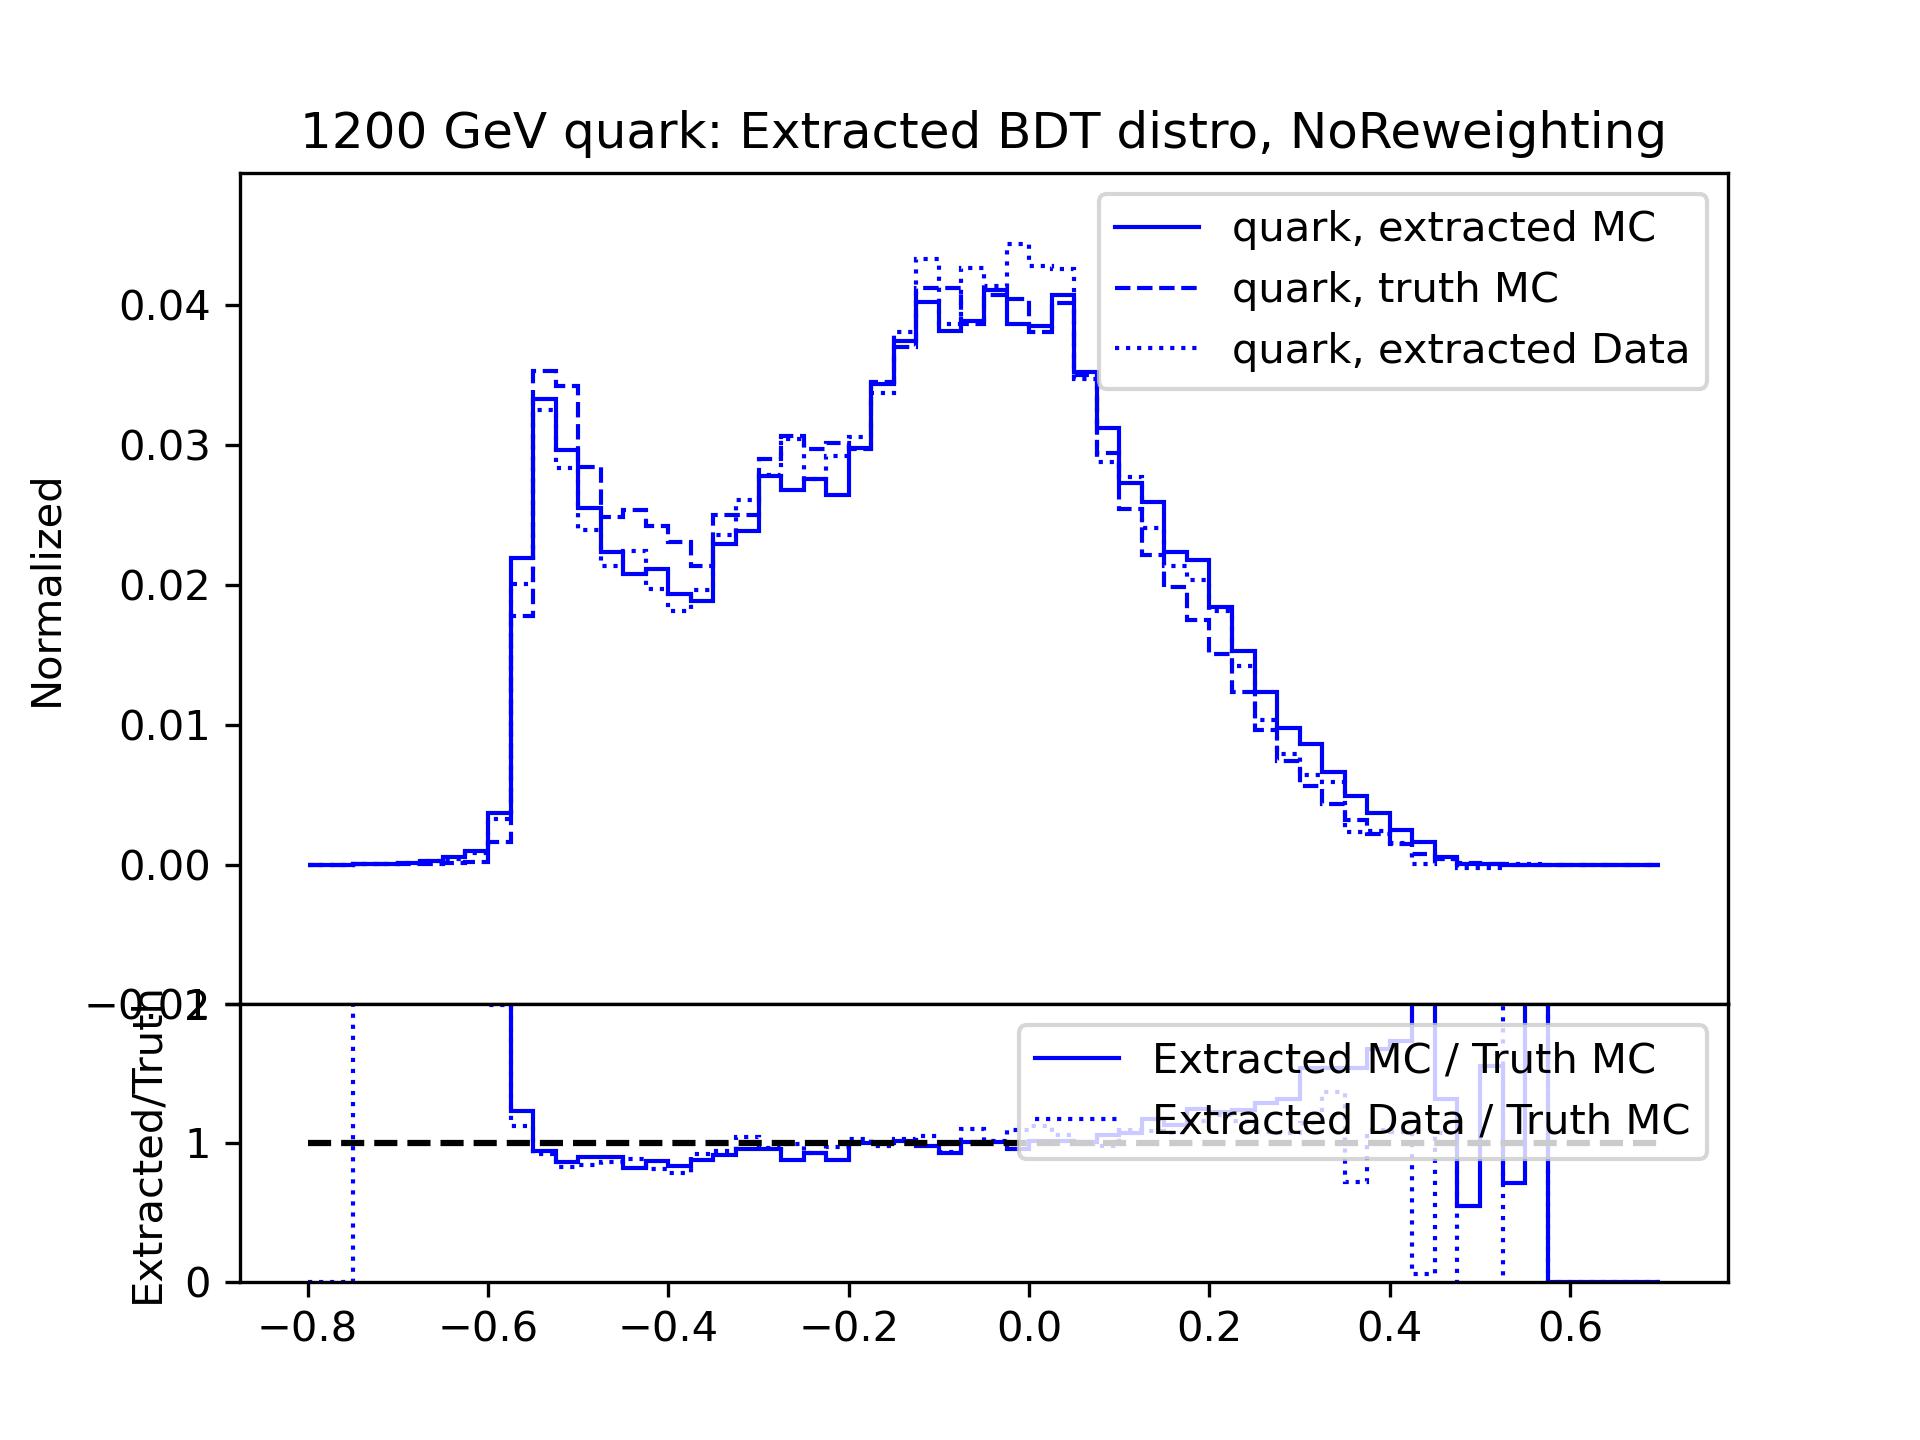 1200 GeV quark: Extracted BDT distro, NoReweighting
quark, extracted MC
quark, truth MC
quark, extracted Data
Normalized
0.04
0.03
0.02
0.01
0.00
−0.01
Extracted/Truth
2
1
0
Extracted MC / Truth MC
Extracted Data / Truth MC
−0.8 −0.6 −0.4 −0.2 0.0 0.2 0.4 0.6